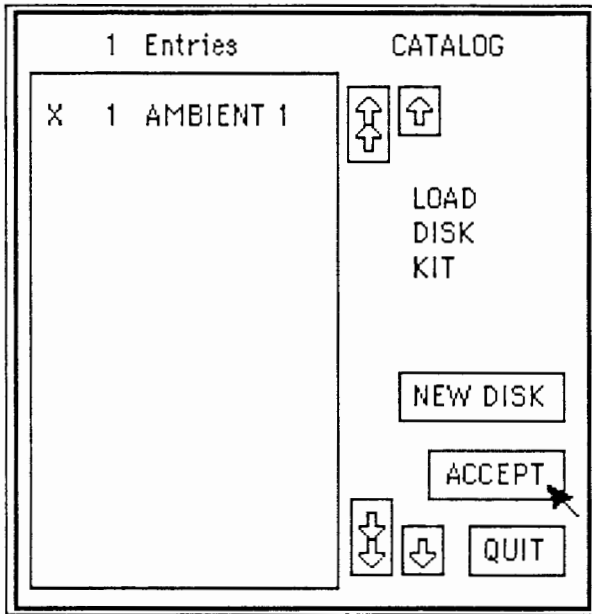 1 Entries
CATALOG
X 1 AMBIENT 1
LOAD
DISK
KIT
NEW DISK
ACCEPT
QUIT